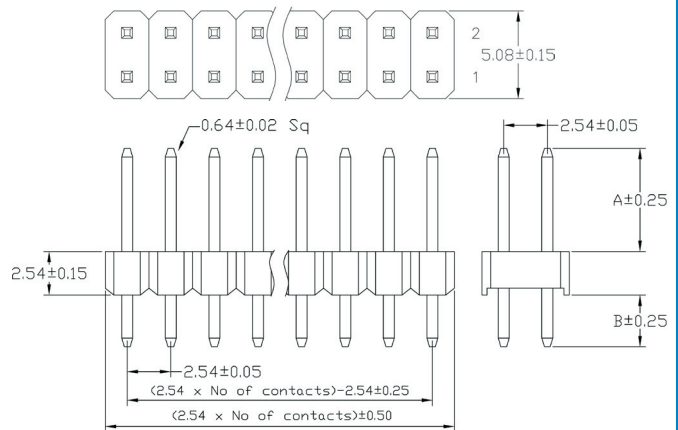 2
5.08±0.15
1
0.64±0.02 Sq
2.54±0.05
A±0.25
2.54±0.15
B±0.25
2.54±0.05
(2.54 x No of contacts)-2.54±0.25
(2.54 x No of contacts)±0.50